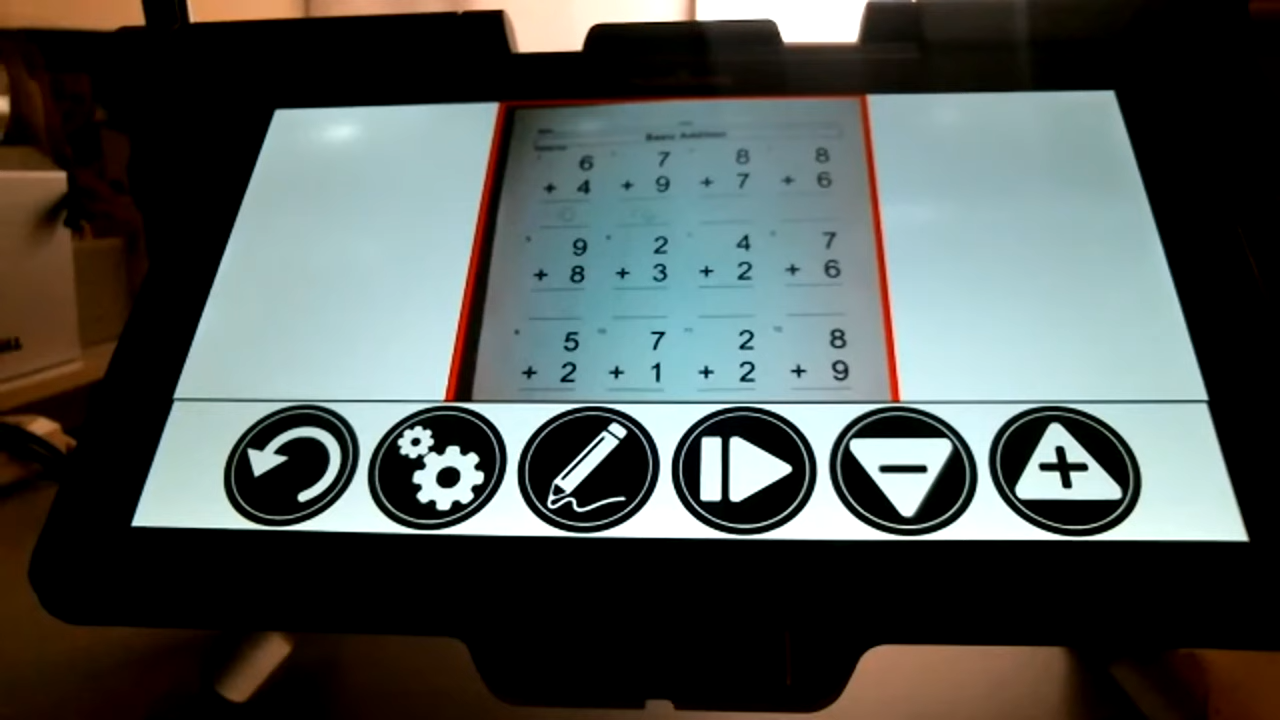 Basic Addition
6 7 8 8
+ 4 + 9 + 7 + 6
9 2 4 7
+ 8 + 3 + 2 + 6
5 7 2 8
+ 2 + 1 + 2 + 9